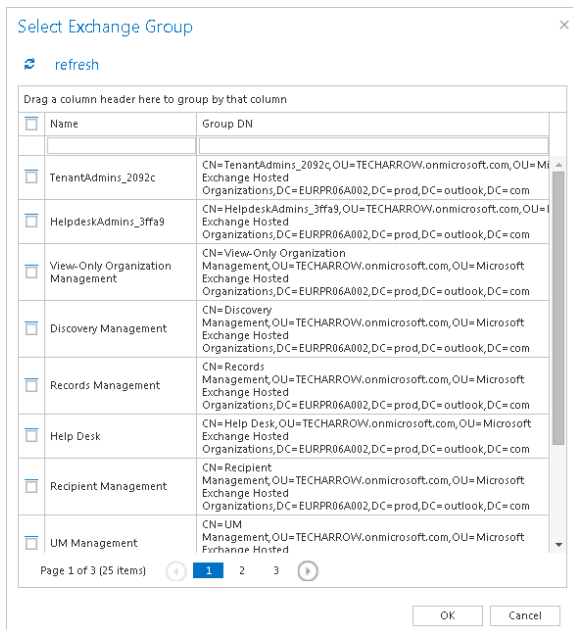 Select Exchange Group
refresh
Drag a column header here to group by that column
Name Group DN
TenantAdmins_2092c
CN=TenantAdmins_2092c,OU=TECHARROW.onmicrosoft.com,OU=Mi
Exchange Hosted
Organizations,DC=EURPR06A002,DC=prod,DC=outlook,DC=com
HelpdeskAdmins_3ffa9
CN=HelpdeskAdmins_3ffa9,OU=TECHARROW.onmicrosoft.com,OU=
Exchange Hosted
Organizations,DC=EURPR06A002,DC=prod,DC=outlook,DC=com
View-Only Organization
Management
CN=View-Only Organization
Management,OU=TECHARROW.onmicrosoft.com,OU=Microsoft
Exchange Hosted
Organizations,DC=EURPR06A002,DC=prod,DC=outlook,DC=com
Discovery Management
CN=Discovery
Management,OU=TECHARROW.onmicrosoft.com,OU=Microsoft
Exchange Hosted
Organizations,DC=EURPR06A002,DC=prod,DC=outlook,DC=com
Records Management
CN=Records
Management,OU=TECHARROW.onmicrosoft.com,OU=Microsoft
Exchange Hosted
Organizations,DC=EURPR06A002,DC=prod,DC=outlook,DC=com
Help Desk
CN=Help Desk,OU=TECHARROW.onmicrosoft.com,OU=Microsoft
Exchange Hosted
Organizations,DC=EURPR06A002,DC=prod,DC=outlook,DC=com
Recipient Management
CN=Recipient
Management,OU=TECHARROW.onmicrosoft.com,OU=Microsoft
Exchange Hosted
Organizations,DC=EURPR06A002,DC=prod,DC=outlook,DC=com
UM Management
CN=UM
Management,OU=TECHARROW.onmicrosoft.com,OU=Microsoft
Exchange Hosted
Page 1 of 3 (25 items) 1 2 3
OK Cancel